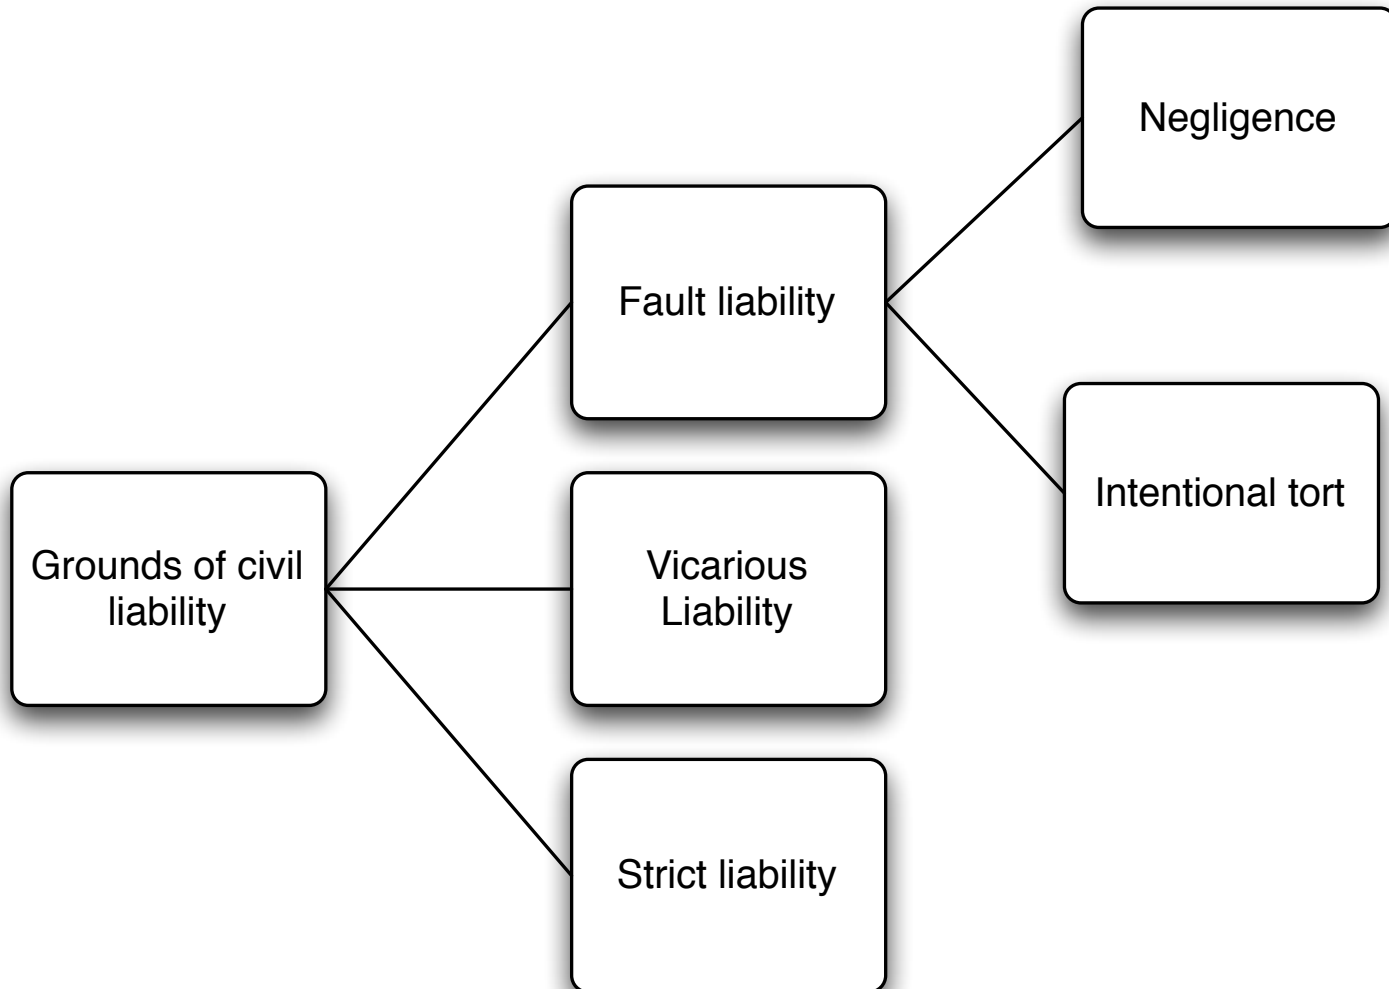 Negligence
Fault liability
Intentional tort
Grounds of civil
liability
Vicarious
Liability
Strict liability